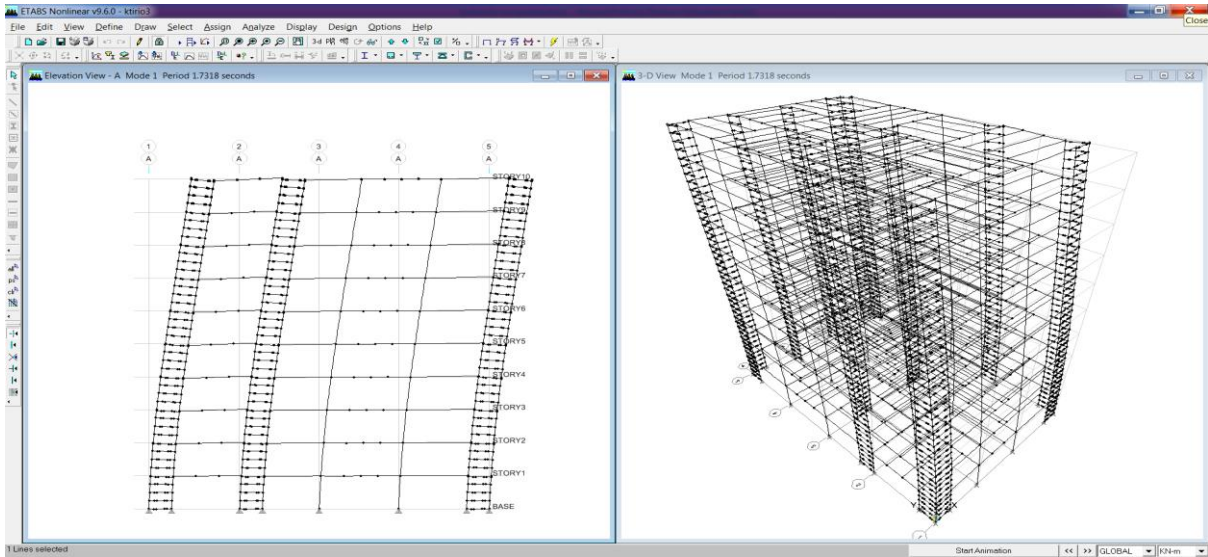 ETABS Nonlinear v9.6.0 - ktirio3
Close
File Edit View Define Draw Select Assign Analyze Display Design Options Help
3-d
Elevation View - A Mode 1 Period 1.7318 seconds
3-D View Mode 1 Period 1.7318 seconds
1 2 3 4 5
A A A A A
STORY10
STORY9
STORY8
STORY7
STORY6
STORY5
STORY4
STORY3
STORY2
STORY1
BASE
Y X
all
1 Lines selected
Start Animation << >> GLOBAL KN-m